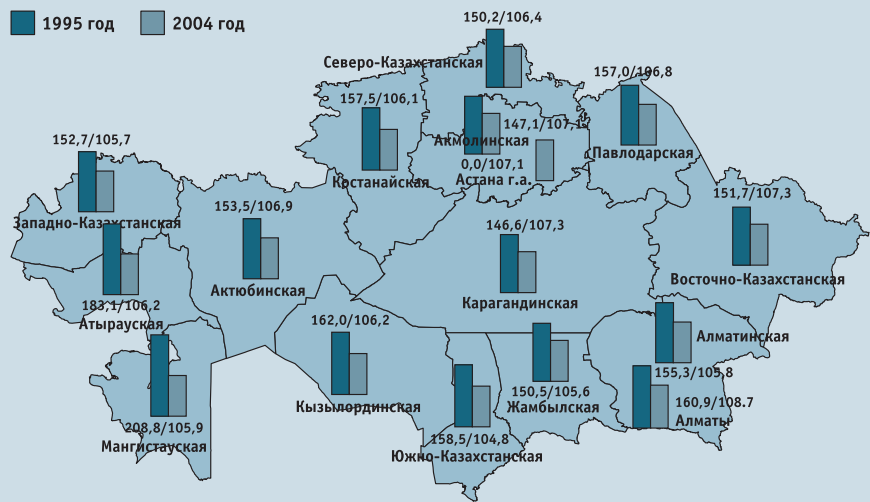 1995 год
2004 год
150,2/106,4
Северо-Казахстанская
157,5/106,1
Кpстанайская
147,1/107,1
Акмолинская
0,0/107,1
Астана г.а.
157,0/106,8
Павлодарская
152,7/105,7
Западно-Казахстанская
153,5/106,9
Актюбинская
146,6/107,3
Карагандинская
151,7/107,3
Восточно-Казахстанская
183,1/106,2
Атырауская
162,0/106,2
Кызылординская
208,8/105,9
Мангистауская
158,5/104,8
Южно-Казахстанская
150,5/105,6
Жамбылская
Алматинская
155,3/105,8
160,9/108.7
Алматы